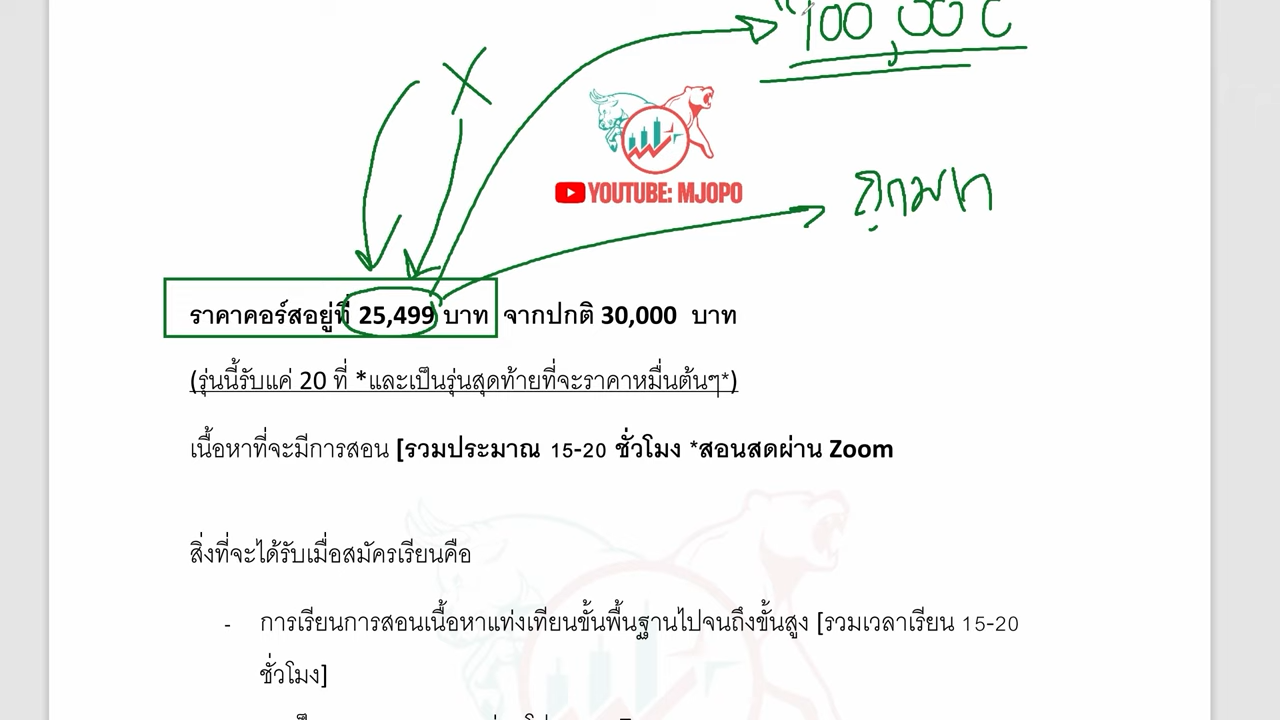 100,000
YOUTUBE: MJOPO
ถูกมาก
ราคาคอร์สอยู่ที่ 25,499 บาท จากปกติ 30,000 บาท
(รุ่นนี้รับแค่ 20 ที่ *และเป็นรุ่นสุดท้ายที่จะราคาหมื่นต้นๆ*)
เนื้อหาที่จะมีการสอน [รวมประมาณ 15-20 ชั่วโมง *สอนสดผ่าน Zoom
สิ่งที่จะได้รับเมื่อสมัครเรียนคือ
- การเรียนการสอนเนื้อหาแท่งเทียนขั้นพื้นฐานไปจนถึงขั้นสูง [รวมเวลาเรียน 15-20
ชั่วโมง]